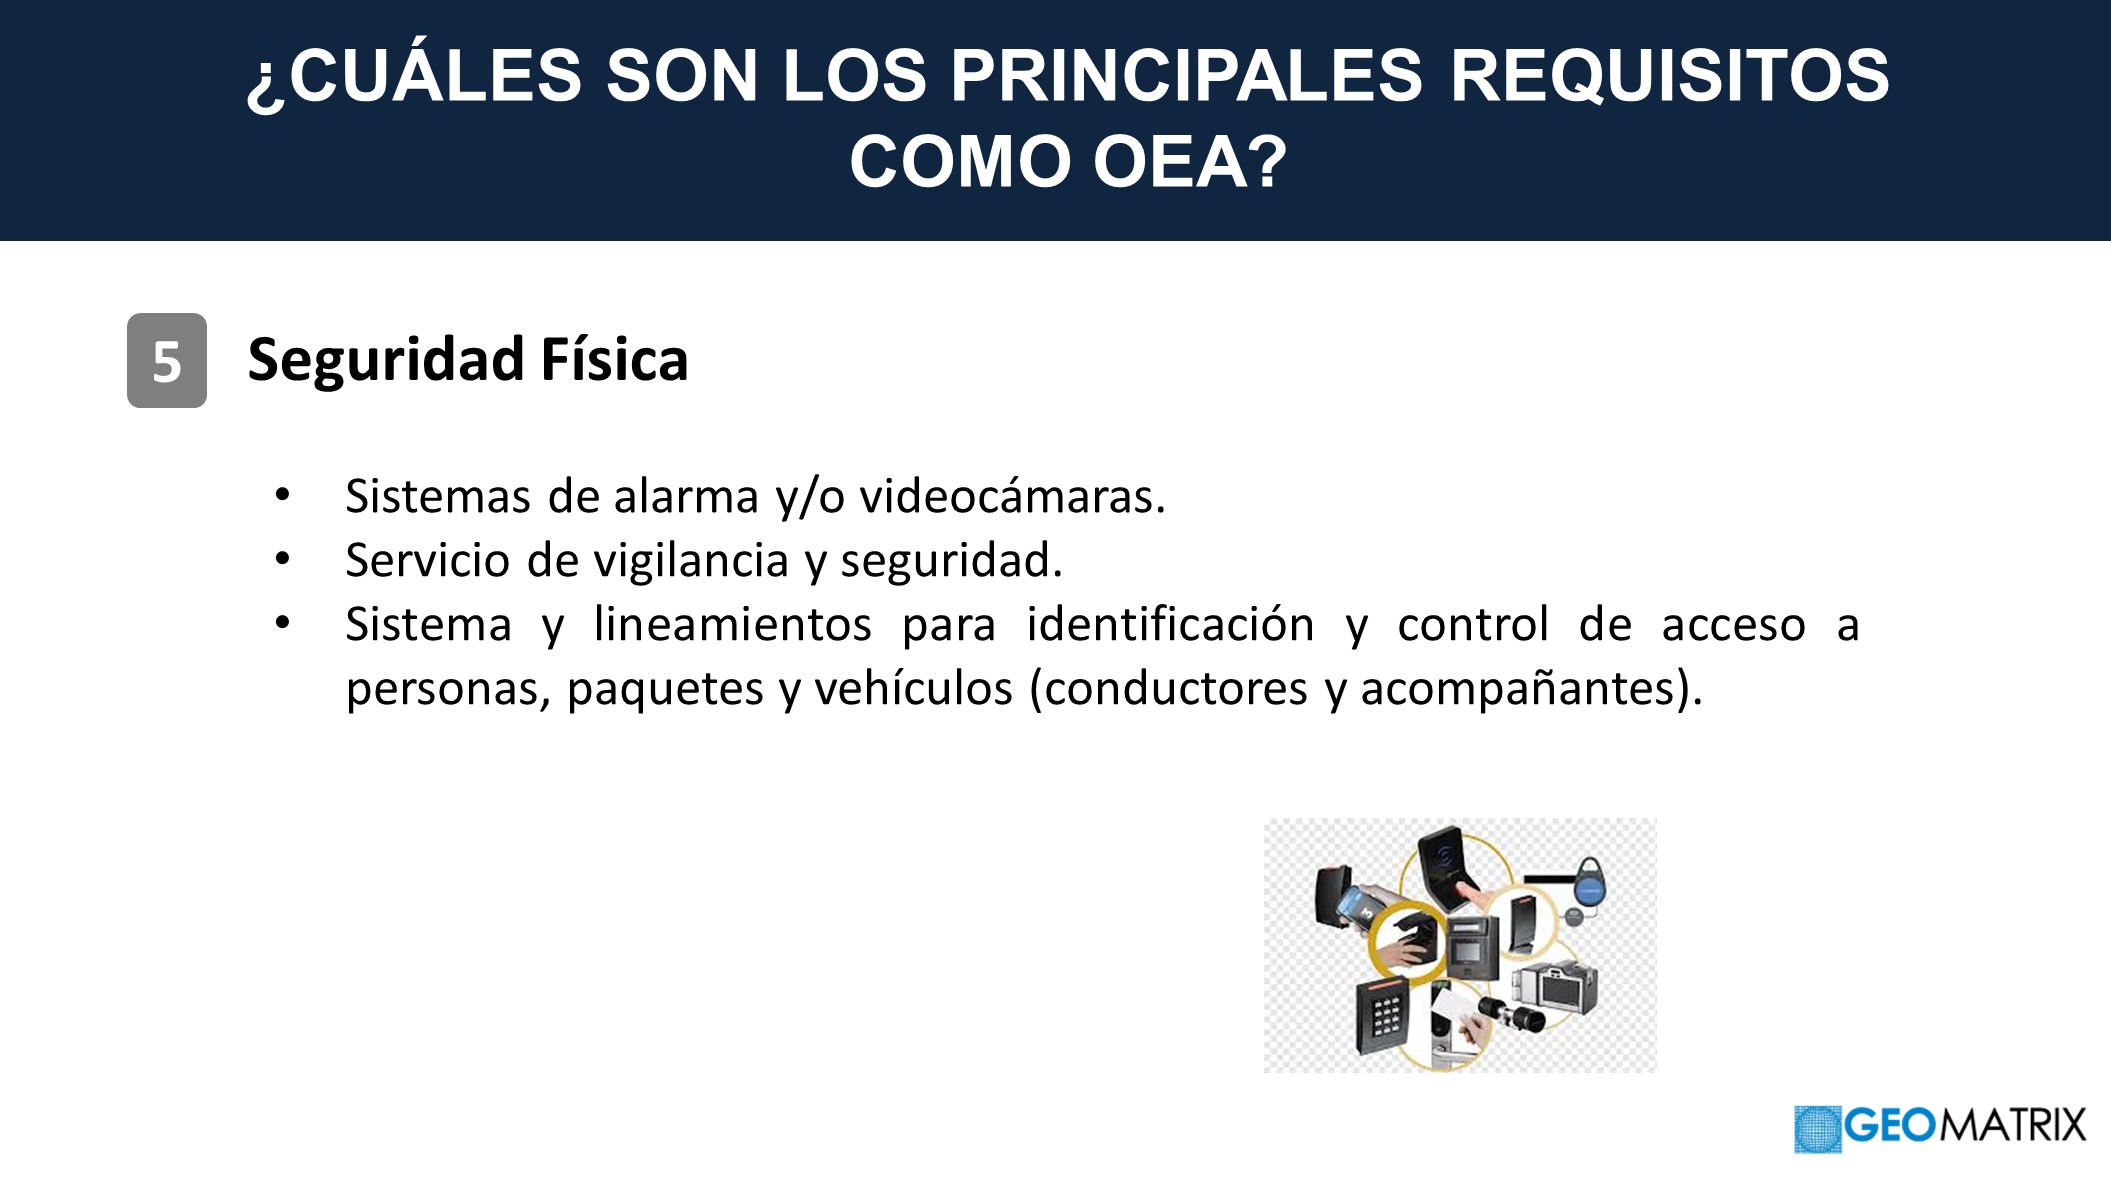 ¿CUÁLES SON LOS PRINCIPALES REQUISITOS
COMO OEA?
5 Seguridad Física
• Sistemas de alarma y/o videocámaras.
• Servicio de vigilancia y seguridad.
• Sistema y lineamientos para identificación y control de acceso a
personas, paquetes y vehículos (conductores y acompañantes).
GEOMATRIX